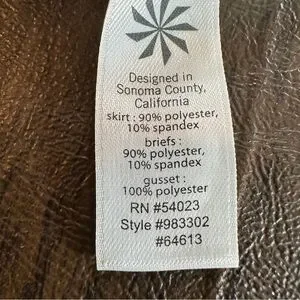 Designed in
Sonoma County,
California
skirt : 90% polyester,
10% spandex
briefs :
90% polyester,
10% spandex
gusset :
100% polyester
RN #54023
Style #983302
#64613